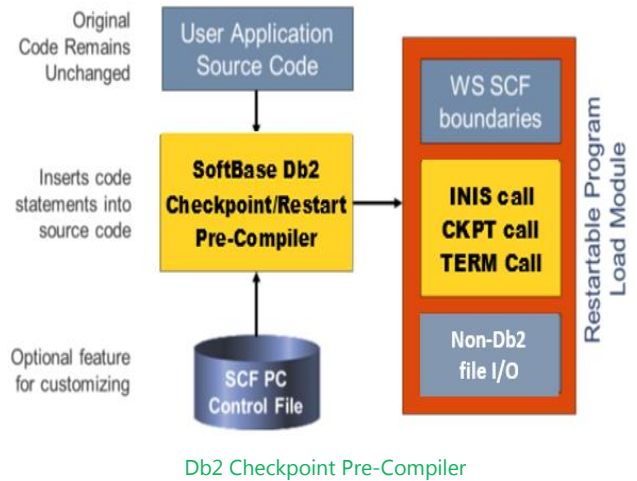 Original
Code Remains
Unchanged
User Application
Source Code
Inserts code
statements into
source code
SoftBase Db2
Checkpoint/Restart
Pre-Compiler
Optional feature
for customizing
SCF PC
Control File
WS SCF
boundaries
INIS call
CKPT call
TERM Call
Non-Db2
file I/O
Restartable Program
Load Module
Db2 Checkpoint Pre-Compiler